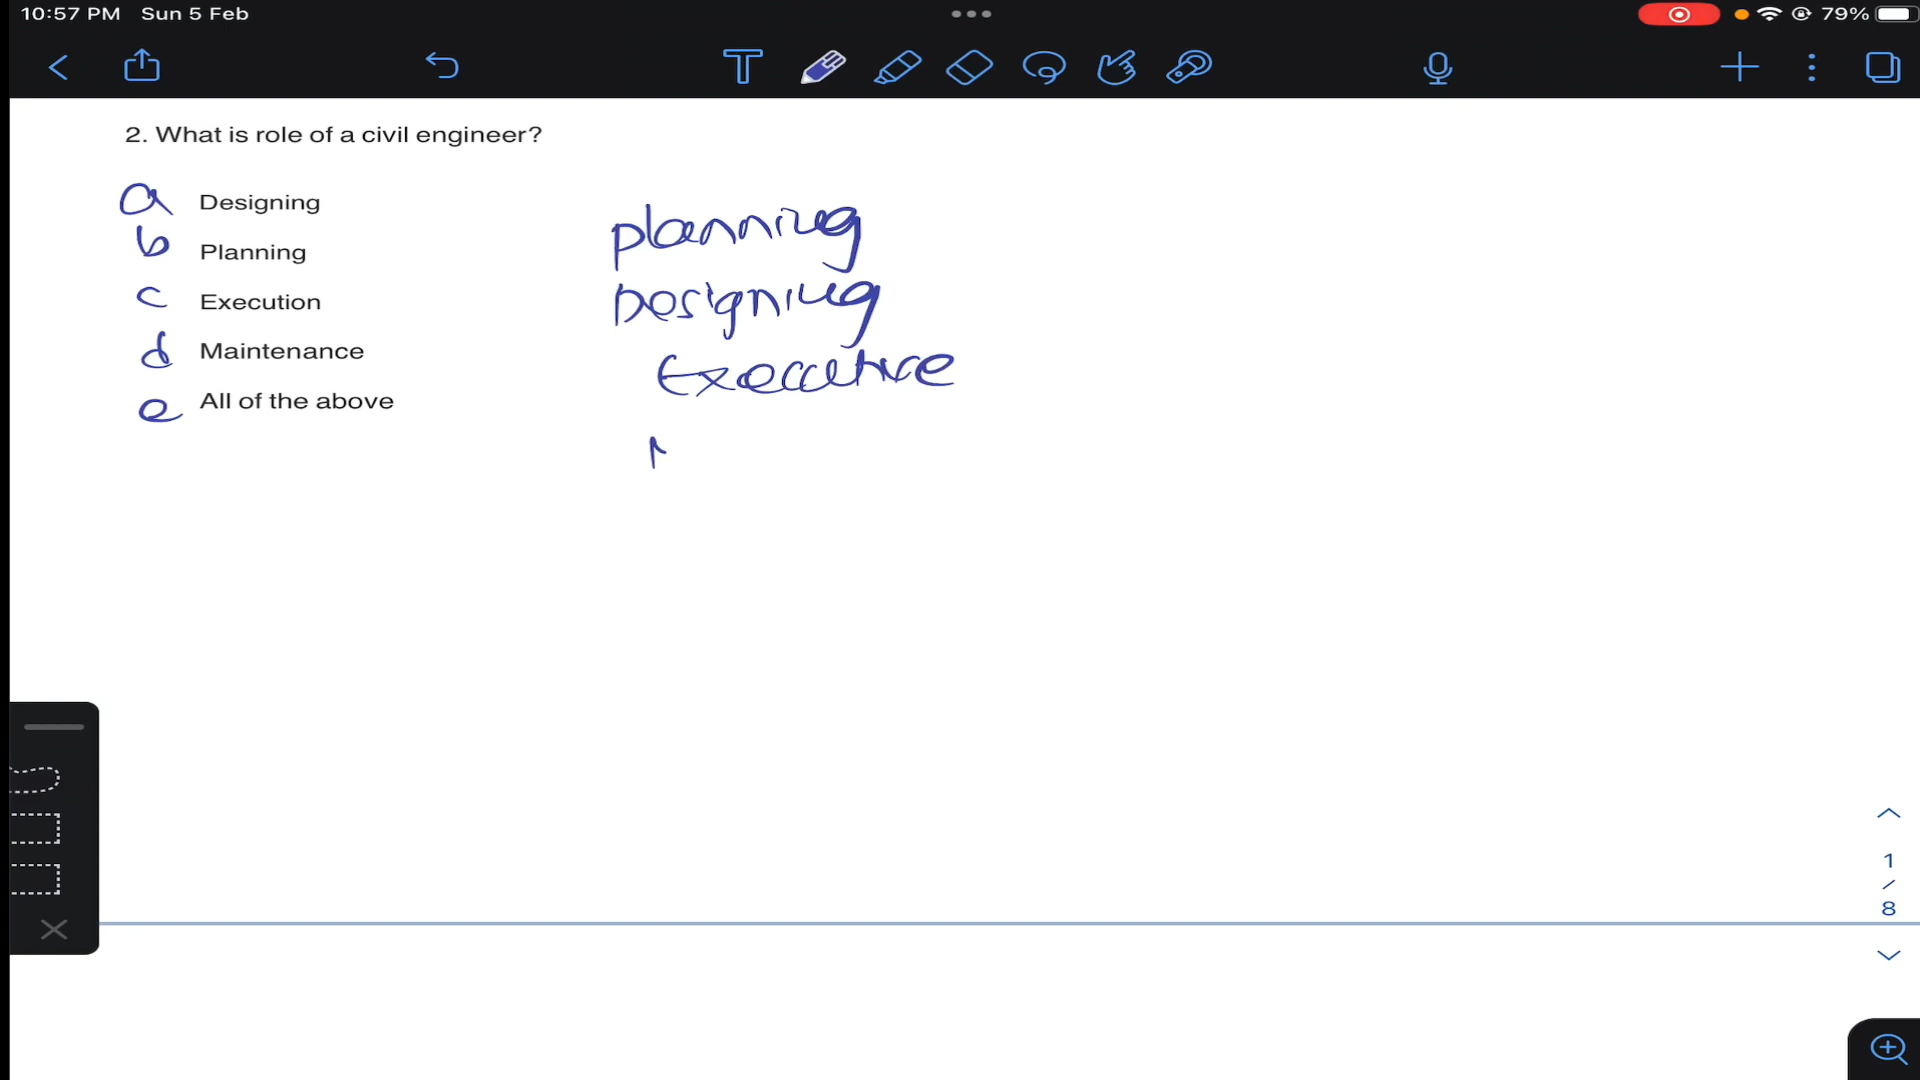 10:57 PM Sun 5 Feb
79%
T
2. What is role of a civil engineer?
a Designing
b Planning
c Execution
d Maintenance
e All of the above
planning
Designing
Executive
1
/
8